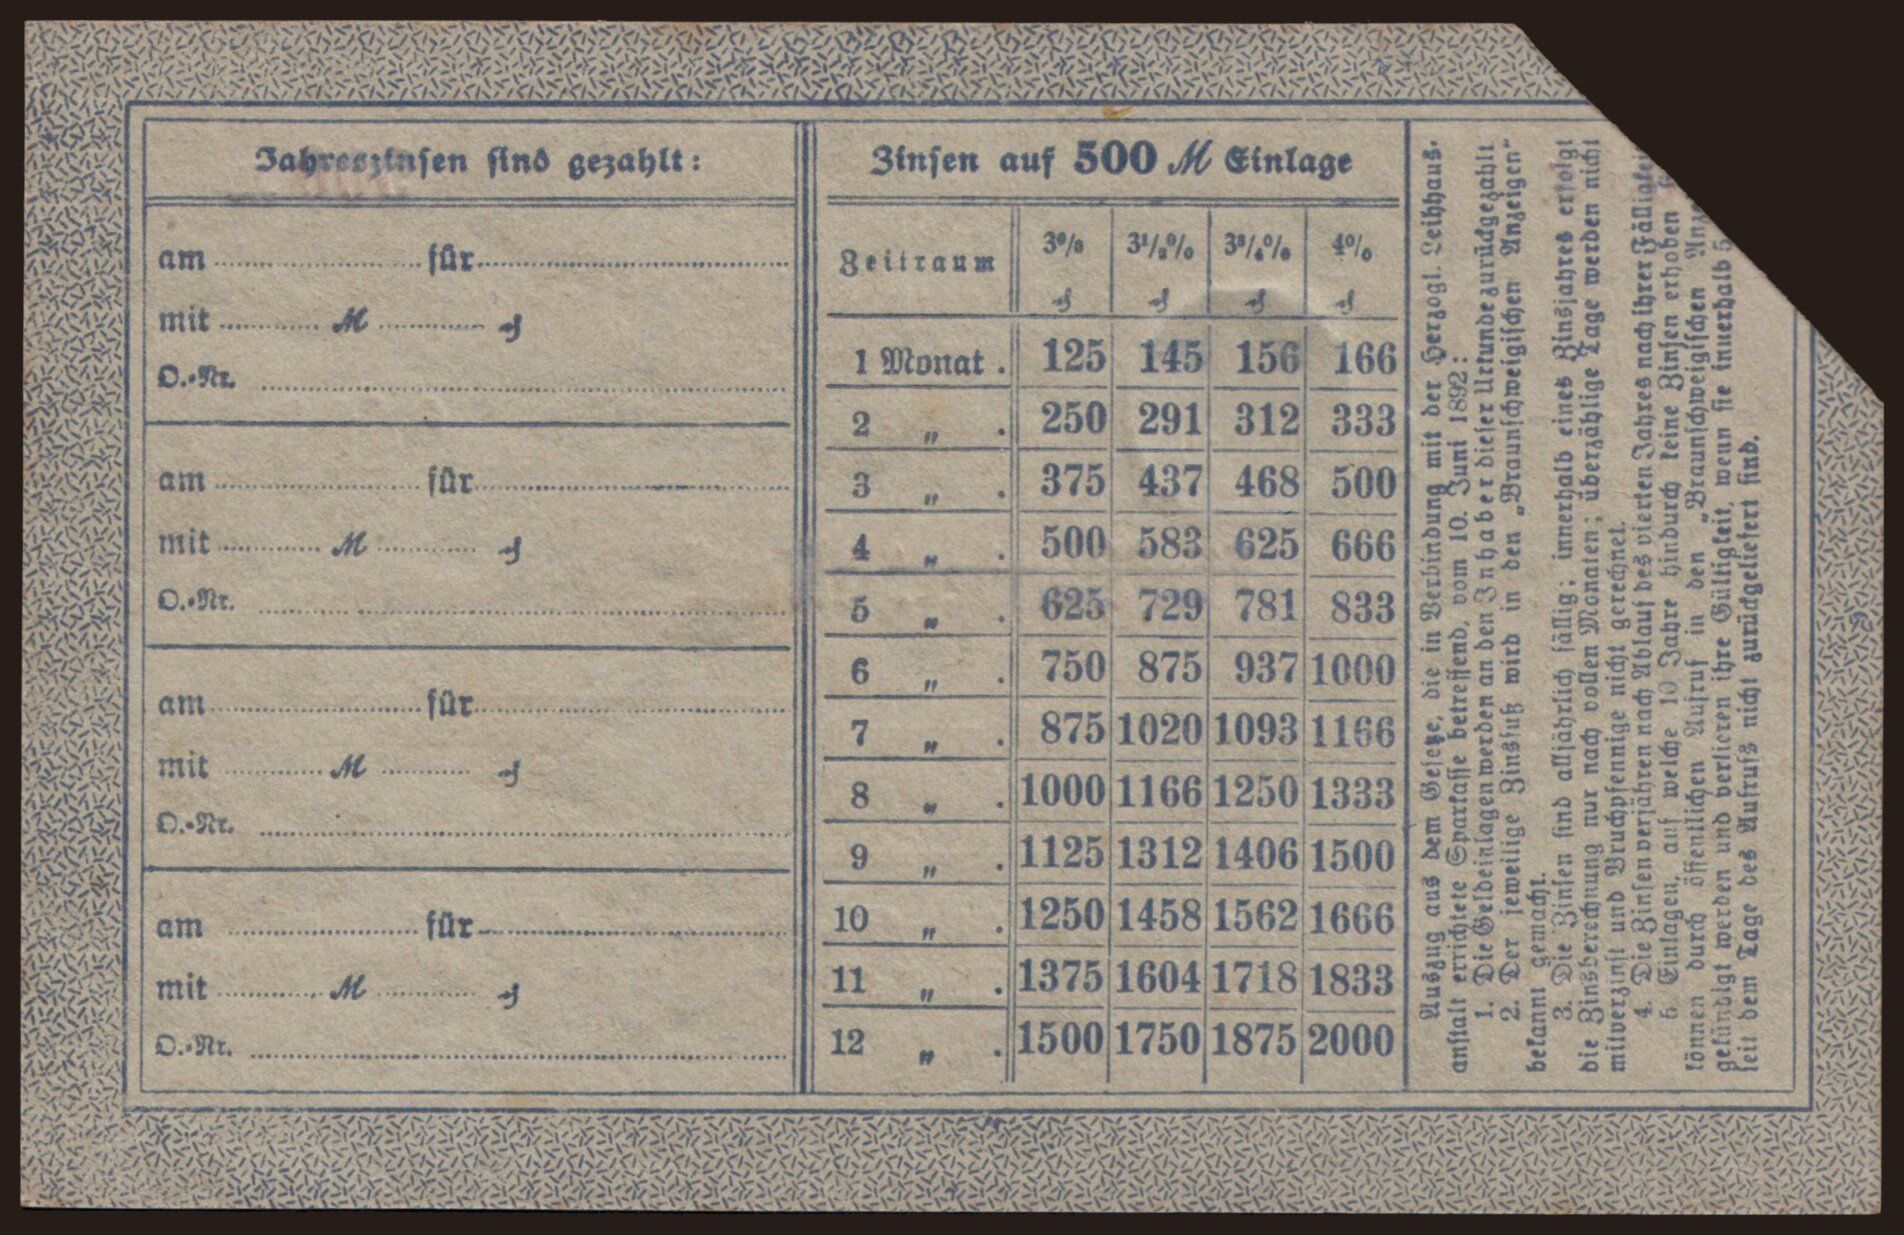 Jahreszinsen sind gezahlt:
am für
mit M ₰
O.-Nr.
am für
mit M ₰
O.-Nr.
am für
mit M ₰
O.-Nr.
am für
mit M ₰
O.-Nr.
Zinsen auf 500 M Einlage
Zeitraum 3% 3½% 3¾% 4%
₰ ₰ ₰ ₰
1 Monat . 125 145 156 166
2 „ . 250 291 312 333
3 „ . 375 437 468 500
4 „ . 500 583 625 666
5 „ . 625 729 781 833
6 „ . 750 875 937 1000
7 „ . 875 1020 1093 1166
8 „ . 1000 1166 1250 1333
9 „ . 1125 1312 1406 1500
10 „ . 1250 1458 1562 1666
11 „ . 1375 1604 1718 1833
12 „ . 1500 1750 1875 2000
Auszug aus dem Gesetze, die in Verbindung mit der Herzogl. Leihhaus-
anstalt errichtete Sparkasse betreffend, vom 10. Juni 1892:
1. Die Geldeinlagen werden an den Inhaber dieser Urkunde zurückgezahlt
2. Der jeweilige Zinsfuß wird in den „Braunschweigischen Anzeigen“
bekannt gemacht.
3. Die Zinsen sind alljährlich fällig; innerhalb eines Zinsjahres erfolgt
die Zinsberechnung nur nach vollen Monaten; überzählige Tage werden nicht
mitverzinst und Bruchpfennige nicht gerechnet.
4. Die Zinsen verjähren nach Ablauf des vierten Jahres nach ihrer
5. Einlagen, auf welche 10 Jahre hindurch keine Zinsen erhoben
können durch öffentlichen Aufruf in den „Braunschweigischen
gekündigt werden und verlieren ihre Gültigkeit, wenn sie innerhalb 5
seit dem Tage des Aufrufs nicht zurückgeliefert sind.